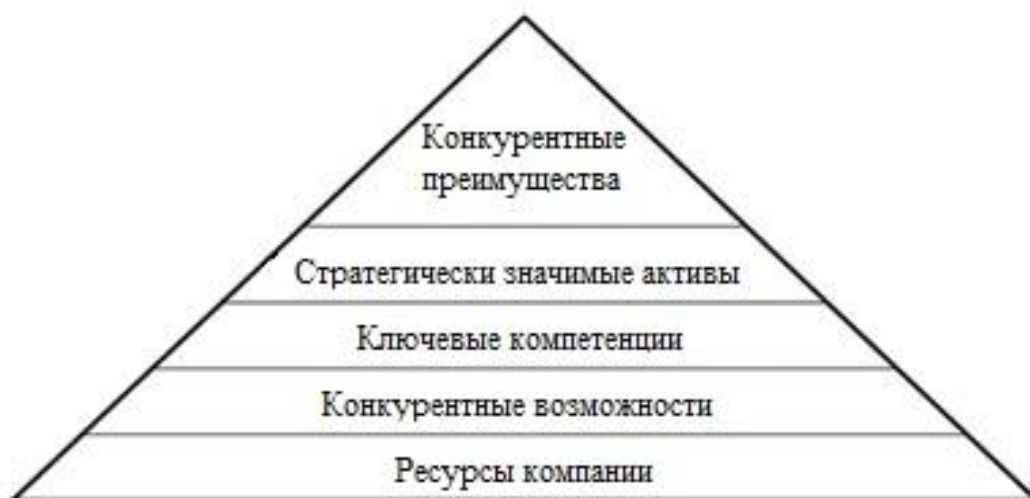 Конкурентные
преимущества
Стратегически значимые активы
Ключевые компетенции
Конкурентные возможности
Ресурсы компании